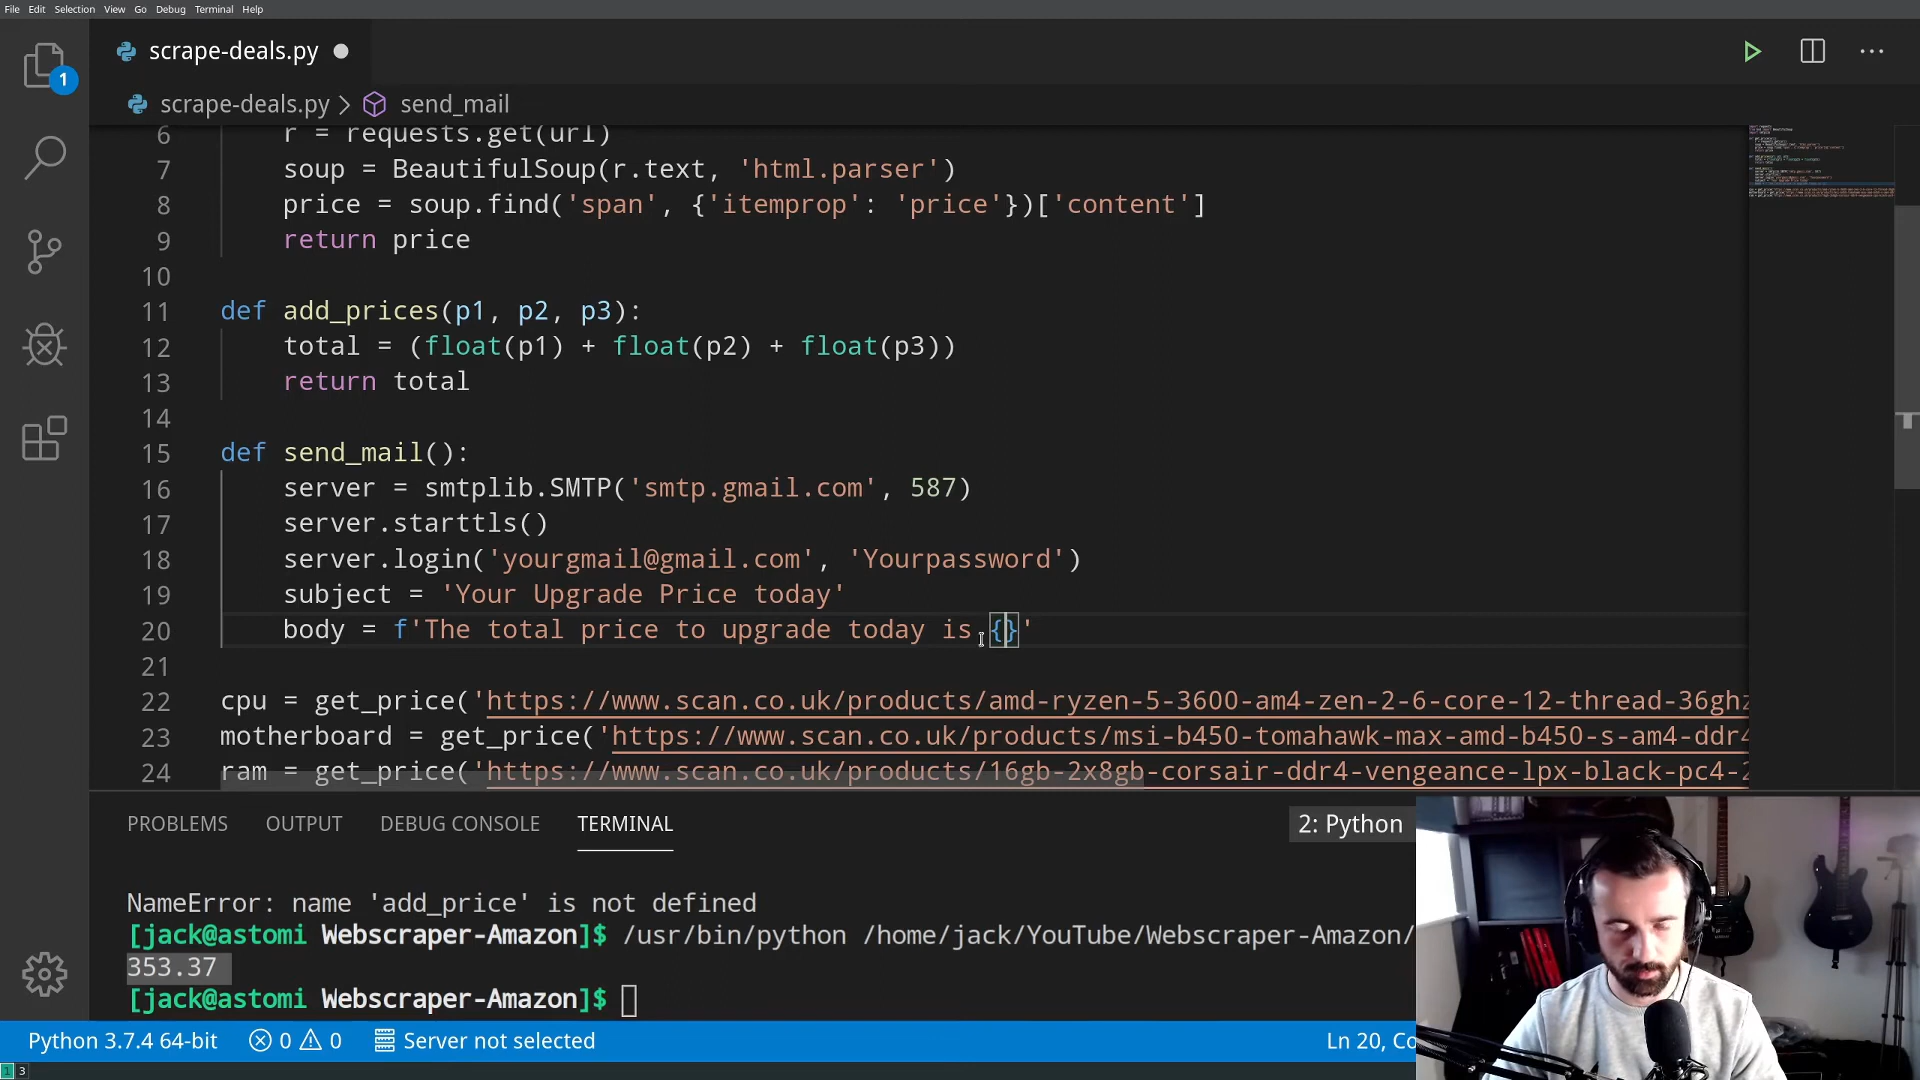 File Edit Selection View Go Debug Terminal Help
scrape-deals.py
scrape-deals.py > send_mail
6 r = requests.get(url)
7 soup = BeautifulSoup(r.text, 'html.parser')
8 price = soup.find('span', {'itemprop': 'price'})['content']
9 return price
10
11 def add_prices(p1, p2, p3):
12 total = (float(p1) + float(p2) + float(p3))
13 return total
14
15 def send_mail():
16 server = smtplib.SMTP('smtp.gmail.com', 587)
17 server.starttls()
18 server.login('yourgmail@gmail.com', 'Yourpassword')
19 subject = 'Your Upgrade Price today'
20 body = f'The total price to upgrade today is {}'
21
22 cpu = get_price('https://www.scan.co.uk/products/amd-ryzen-5-3600-am4-zen-2-6-core-12-thread-36ghz
23 motherboard = get_price('https://www.scan.co.uk/products/msi-b450-tomahawk-max-amd-b450-s-am4-ddr4
24 ram = get_price('https://www.scan.co.uk/products/16gb-2x8gb-corsair-ddr4-vengeance-lpx-black-pc4-2
PROBLEMS OUTPUT DEBUG CONSOLE TERMINAL 2: Python
NameError: name 'add_price' is not defined
[jack@astomi Webscraper-Amazon]$ /usr/bin/python /home/jack/YouTube/Webscraper-Amazon/
353.37
[jack@astomi Webscraper-Amazon]$
Python 3.7.4 64-bit 0 0 Server not selected Ln 20, Co
1 3